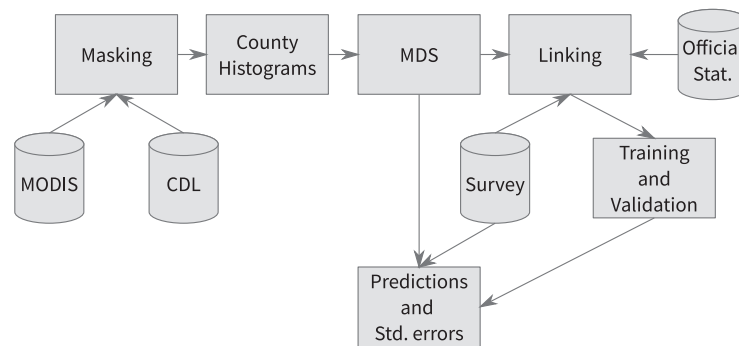 Masking
County
Histograms
MDS
Linking
Officia
Stat.
MODIS
CDL
Survey
Training
and
Validation
Predictions
and
Std. errors